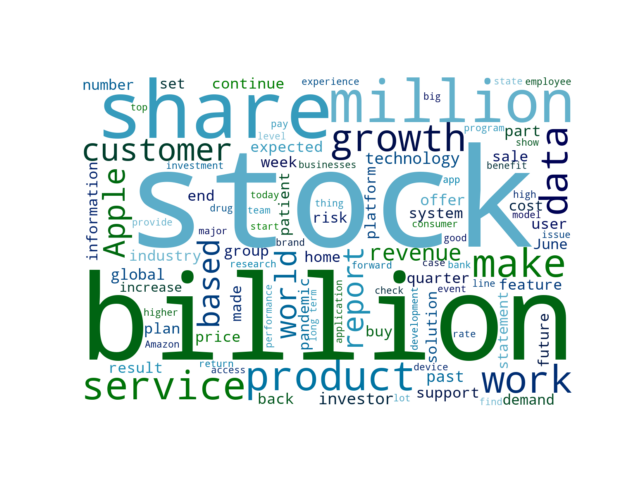 number
set
continue
experience
state
employee
share
million
top
pay
big
program
part
show
level
growth
customer
expected
technology
sale
benefit
data
information
Apple
investment
week
businesses
stock
patient
platform
app
offer
high
cost
model
end
today
thing
provide
drug
team
start
risk
system
consumer
user
issue
major
brand
good
June
industry
based
group
world
home
report
revenue
make
global
research
forward
case
bank
quarter
line
feature
increase
made
performance
pandemic
long term
check
event
billion
higher
plan
Amazon
price
application
buy
development
solution
rate
statement
future
result
return
access
product
past
device
work
service
support
back
investor
lot
find
demand